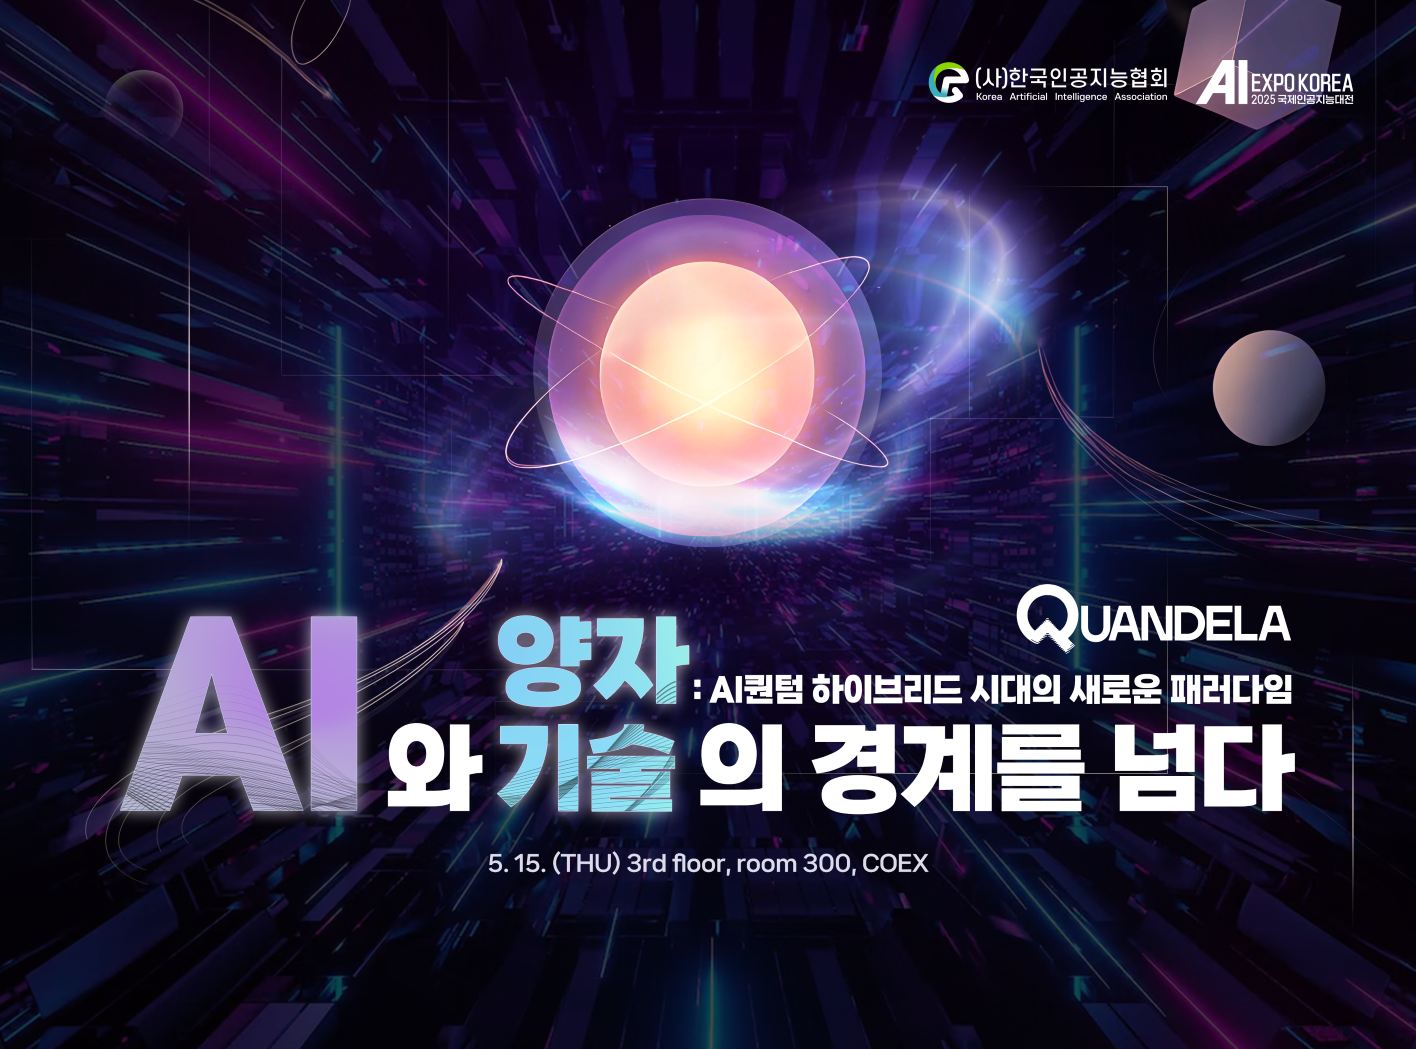 (사)한국인공지능협회
Korea Artificial Intelligence Association
AI EXPO KOREA
2025 국제인공지능대전
QUANDELA
AI와 양자기술의 경계를 넘다
: AI퀀텀 하이브리드 시대의 새로운 패러다임
5. 15. (THU) 3rd floor, room 300, COEX